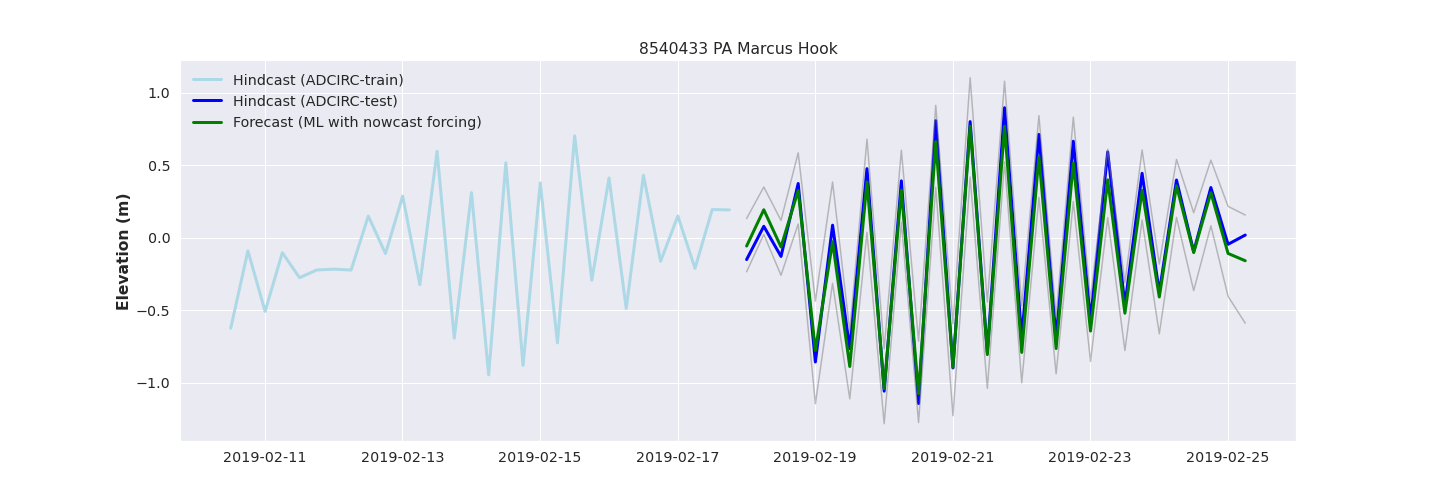 8540433 PA Marcus Hook
Hindcast (ADCIRC-train)
Hindcast (ADCIRC-test)
Forecast (ML with nowcast forcing)
Elevation (m)
1.0
0.5
0.0
−0.5
−1.0
2019-02-11
2019-02-13
2019-02-15
2019-02-17
2019-02-19
2019-02-21
2019-02-23
2019-02-25